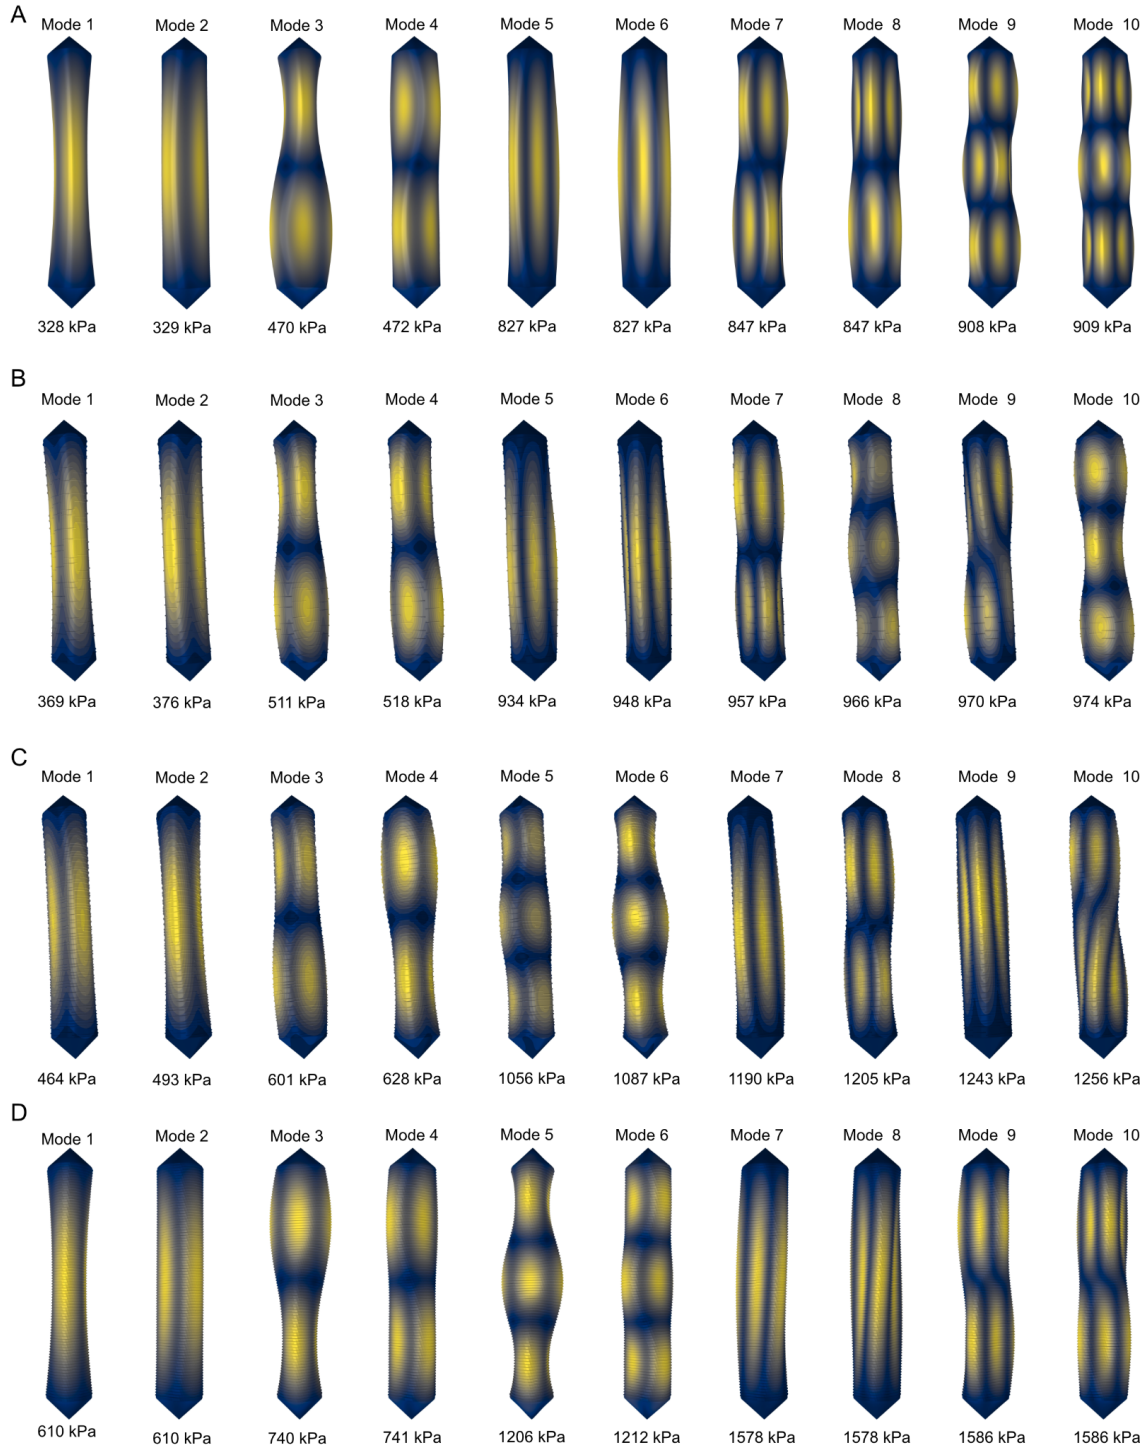 A
Mode 1 Mode 2 Mode 3 Mode 4 Mode 5 Mode 6 Mode 7 Mode 8 Mode 9 Mode 10
328 kPa 329 kPa 470 kPa 472 kPa 827 kPa 827 kPa 847 kPa 847 kPa 908 kPa 909 kPa
B
Mode 1 Mode 2 Mode 3 Mode 4 Mode 5 Mode 6 Mode 7 Mode 8 Mode 9 Mode 10
369 kPa 376 kPa 511 kPa 518 kPa 934 kPa 948 kPa 957 kPa 966 kPa 970 kPa 974 kPa
C
Mode 1 Mode 2 Mode 3 Mode 4 Mode 5 Mode 6 Mode 7 Mode 8 Mode 9 Mode 10
464 kPa 493 kPa 601 kPa 628 kPa 1056 kPa 1087 kPa 1190 kPa 1205 kPa 1243 kPa 1256 kPa
D
Mode 1 Mode 2 Mode 3 Mode 4 Mode 5 Mode 6 Mode 7 Mode 8 Mode 9 Mode 10
610 kPa 610 kPa 740 kPa 741 kPa 1206 kPa 1212 kPa 1578 kPa 1578 kPa 1586 kPa 1586 kPa